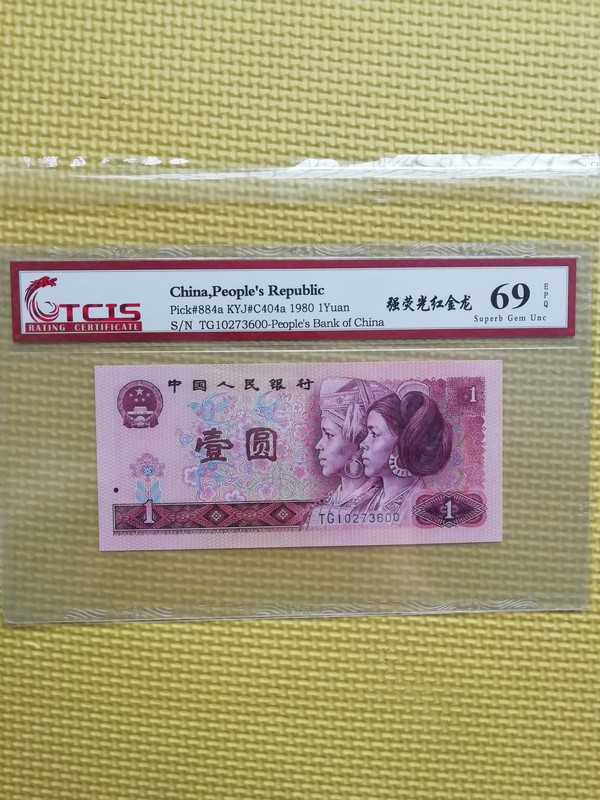 TCIS
RATING CERTIFICATE
China,People's Republic
Pick#884a KYJ#C404a 1980 1Yuan
S/N TG10273600-People's Bank of China
强荧光红金龙
69
EPQ
Superb Gem Unc
中国人民银行
1
壹圆
1
TG10273600
1